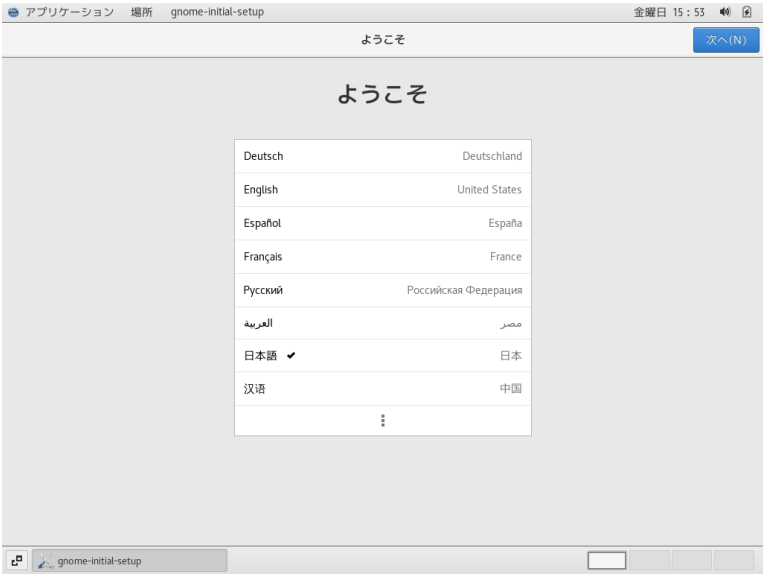 アプリケーション 場所 gnome-initial-setup 金曜日 15：53
ようこそ 次へ(N)
ようこそ
Deutsch Deutschland
English United States
Español España
Français France
Русский Российская Федерация
العربية مصر
日本語 日本
汉语 中国
gnome-initial-setup